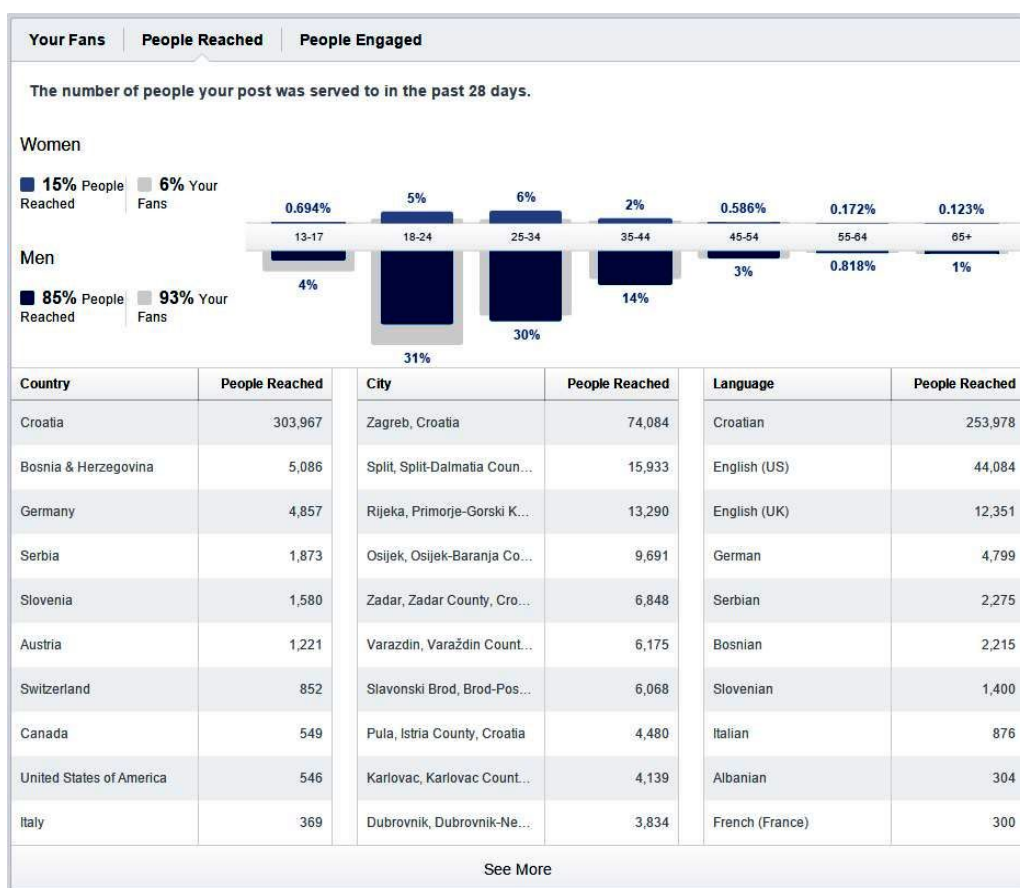 Your Fans People Reached People Engaged
The number of people your post was served to in the past 28 days.
Women
15% People Reached 6% Your Fans
0.694% 5% 6% 2% 0.586% 0.172% 0.123%
13-17 18-24 25-34 35-44 45-54 55-64 65+
Men
85% People Reached 93% Your Fans
4% 31% 30% 14% 3% 0.818% 1%
Country People Reached City People Reached Language People Reached
Croatia 303,967 Zagreb, Croatia 74,084 Croatian 253,978
Bosnia & Herzegovina 5,086 Split, Split-Dalmatia Coun... 15,933 English (US) 44,084
Germany 4,857 Rijeka, Primorje-Gorski K... 13,290 English (UK) 12,351
Serbia 1,873 Osijek, Osijek-Baranja Co... 9,691 German 4,799
Slovenia 1,580 Zadar, Zadar County, Cro... 6,848 Serbian 2,275
Austria 1,221 Varazdin, Varaždin Count... 6,175 Bosnian 2,215
Switzerland 852 Slavonski Brod, Brod-Pos... 6,068 Slovenian 1,400
Canada 549 Pula, Istria County, Croatia 4,480 Italian 876
United States of America 546 Karlovac, Karlovac Count... 4,139 Albanian 304
Italy 369 Dubrovnik, Dubrovnik-Ne... 3,834 French (France) 300
See More